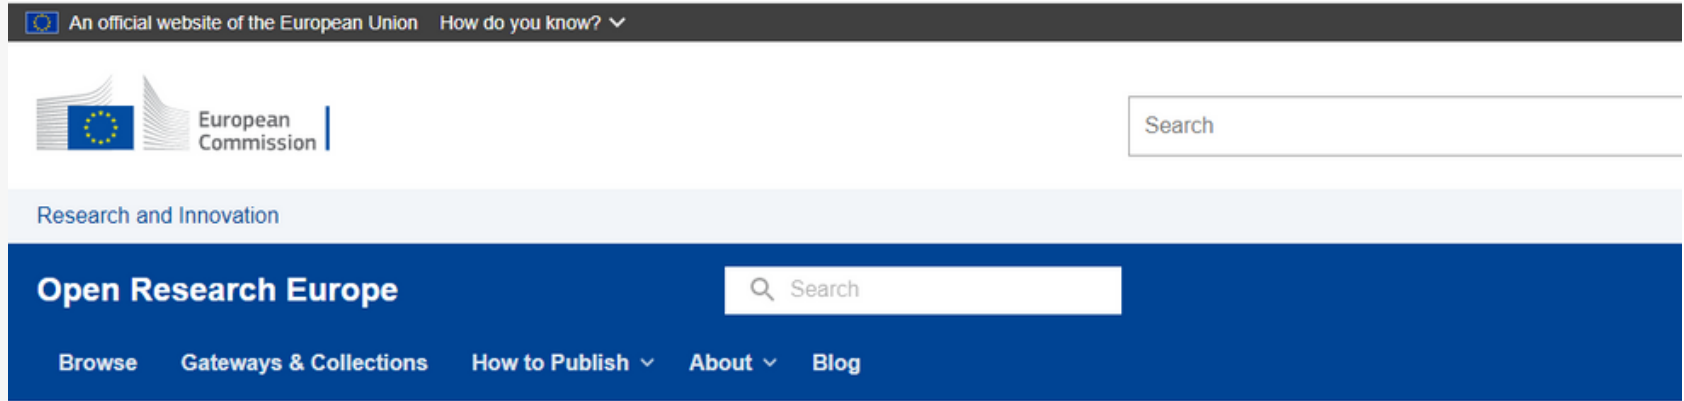 An official website of the European Union How do you know?
European
Commission
Search
Research and Innovation
Open Research Europe
Search
Browse Gateways & Collections How to Publish About Blog